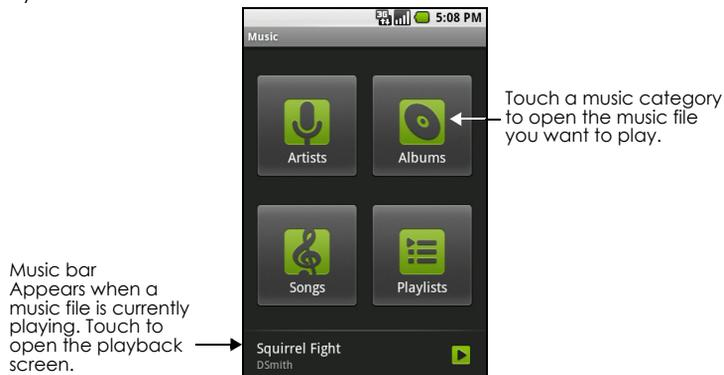 5:08 PM
Music
Artists
Albums
Touch a music category
to open the music file
you want to play.
Songs
Playlists
Music bar
Appears when a
music file is currently
playing. Touch to
open the playback
screen.
Squirrel Fight
DSmith